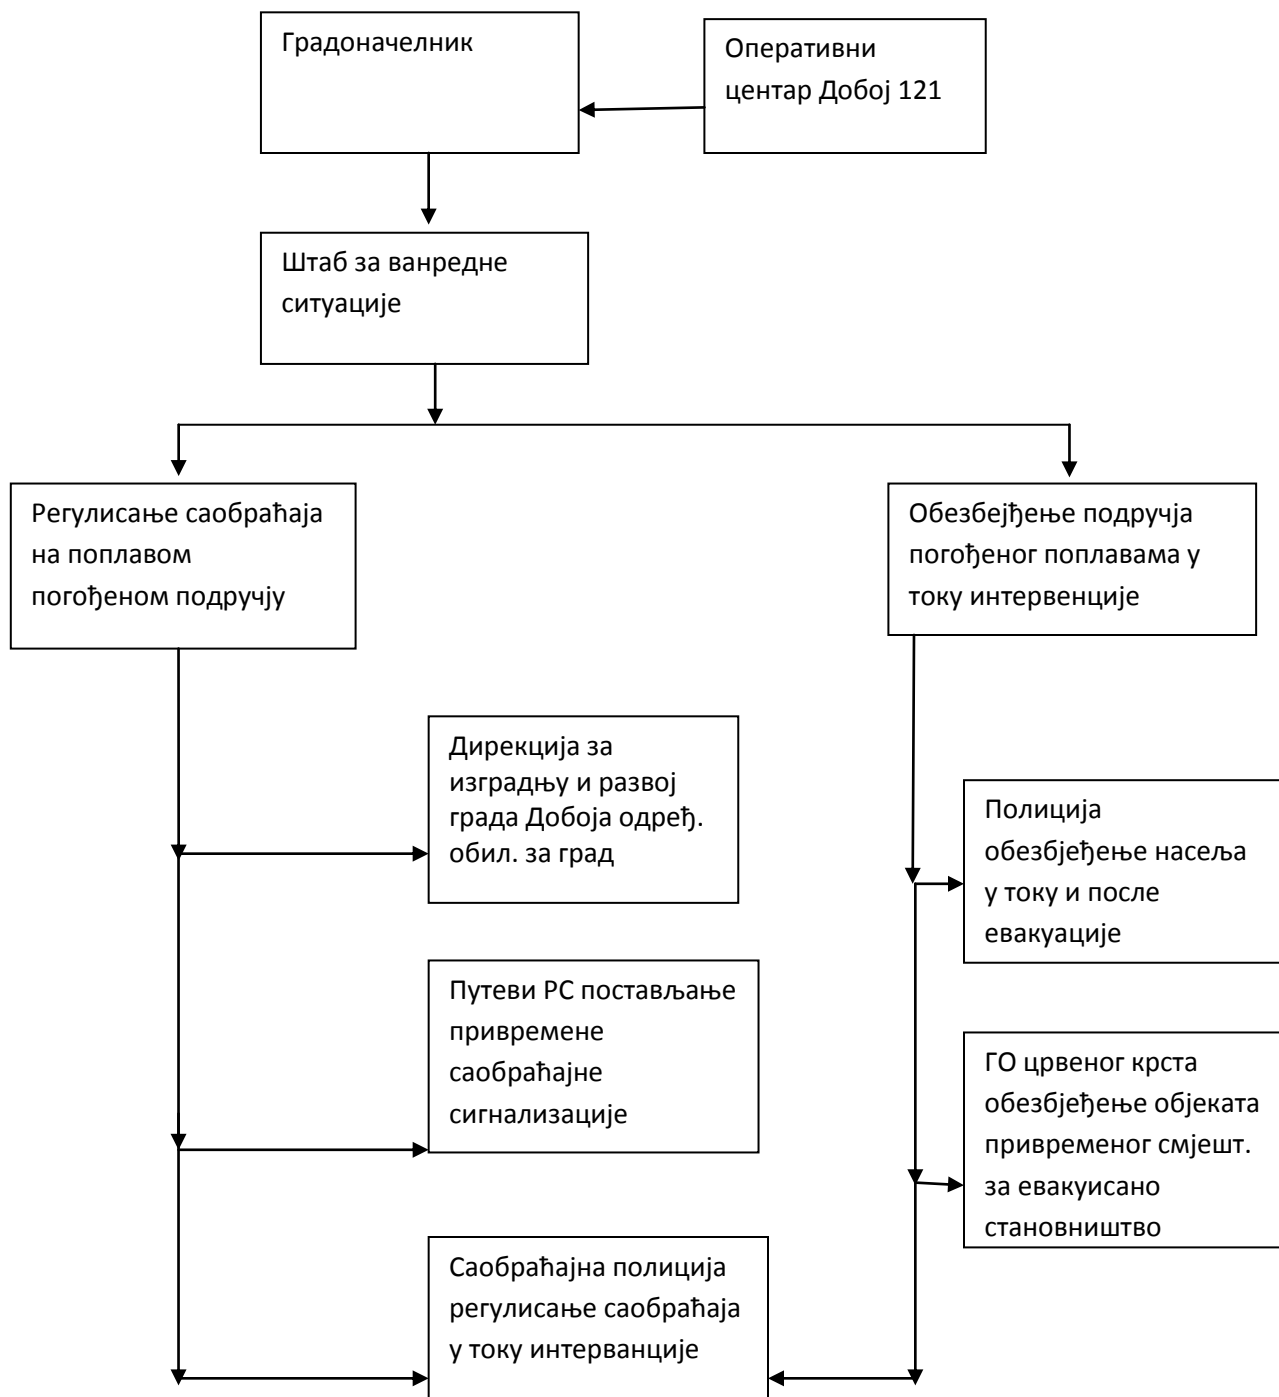 Градоначелник
Оперативни
центар Добој 121
Штаб за ванредне
ситуације
Регулисање саобраћаја
на поплавом
погођеном подручју
Обезбејђење подручја
погођеног поплавама у
току интервенције
Дирекција за
изградњу и развој
града Добоја одређ.
обил. за град
Полиција
обезбјеђење насеља
у току и после
евакуације
Путеви РС постављање
привремене
саобраћајне
сигнализације
ГО црвеног крста
обезбјеђење објеката
привременог смјешт.
за евакуисано
становништво
Саобраћајна полиција
регулисање саобраћаја
у току интерванције